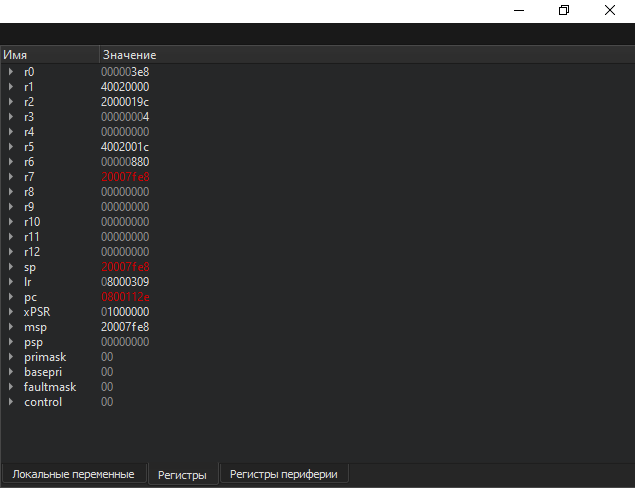 Имя Значение
r0 000003e8
r1 40020000
r2 2000019c
r3 00000004
r4 00000000
r5 4002001c
r6 00000880
r7 20007fe8
r8 00000000
r9 00000000
r10 00000000
r11 00000000
r12 00000000
sp 20007fe8
lr 08000309
pc 0800112e
xPSR 01000000
msp 20007fe8
psp 00000000
primask 00
basepri 00
faultmask 00
control 00
Локальные переменные Регистры Регистры периферии